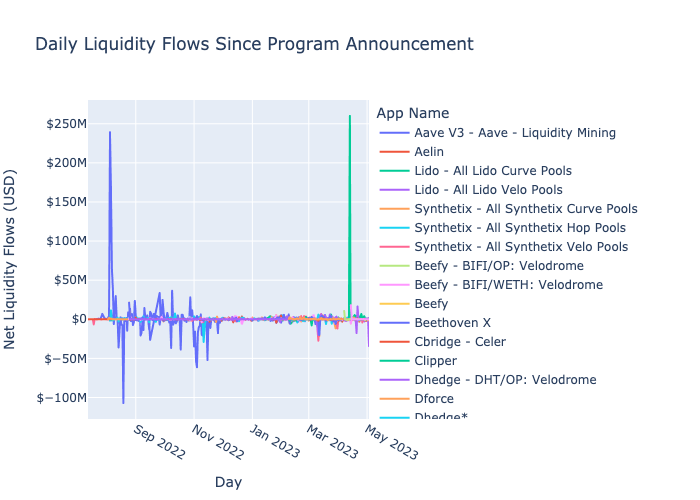 Daily Liquidity Flows Since Program Announcement
App Name
Aave V3 - Aave - Liquidity Mining
Aelin
Lido - All Lido Curve Pools
Lido - All Lido Velo Pools
Synthetix - All Synthetix Curve Pools
Synthetix - All Synthetix Hop Pools
Synthetix - All Synthetix Velo Pools
Beefy - BIFI/OP: Velodrome
Beefy - BIFI/WETH: Velodrome
Beefy
Beethoven X
Cbridge - Celer
Clipper
Dhedge - DHT/OP: Velodrome
Dforce
Dhedge*
Net Liquidity Flows (USD)
$250M
$200M
$150M
$100M
$50M
$0
$−50M
$−100M
Sep 2022
Nov 2022
Jan 2023
Mar 2023
May 2023
Day